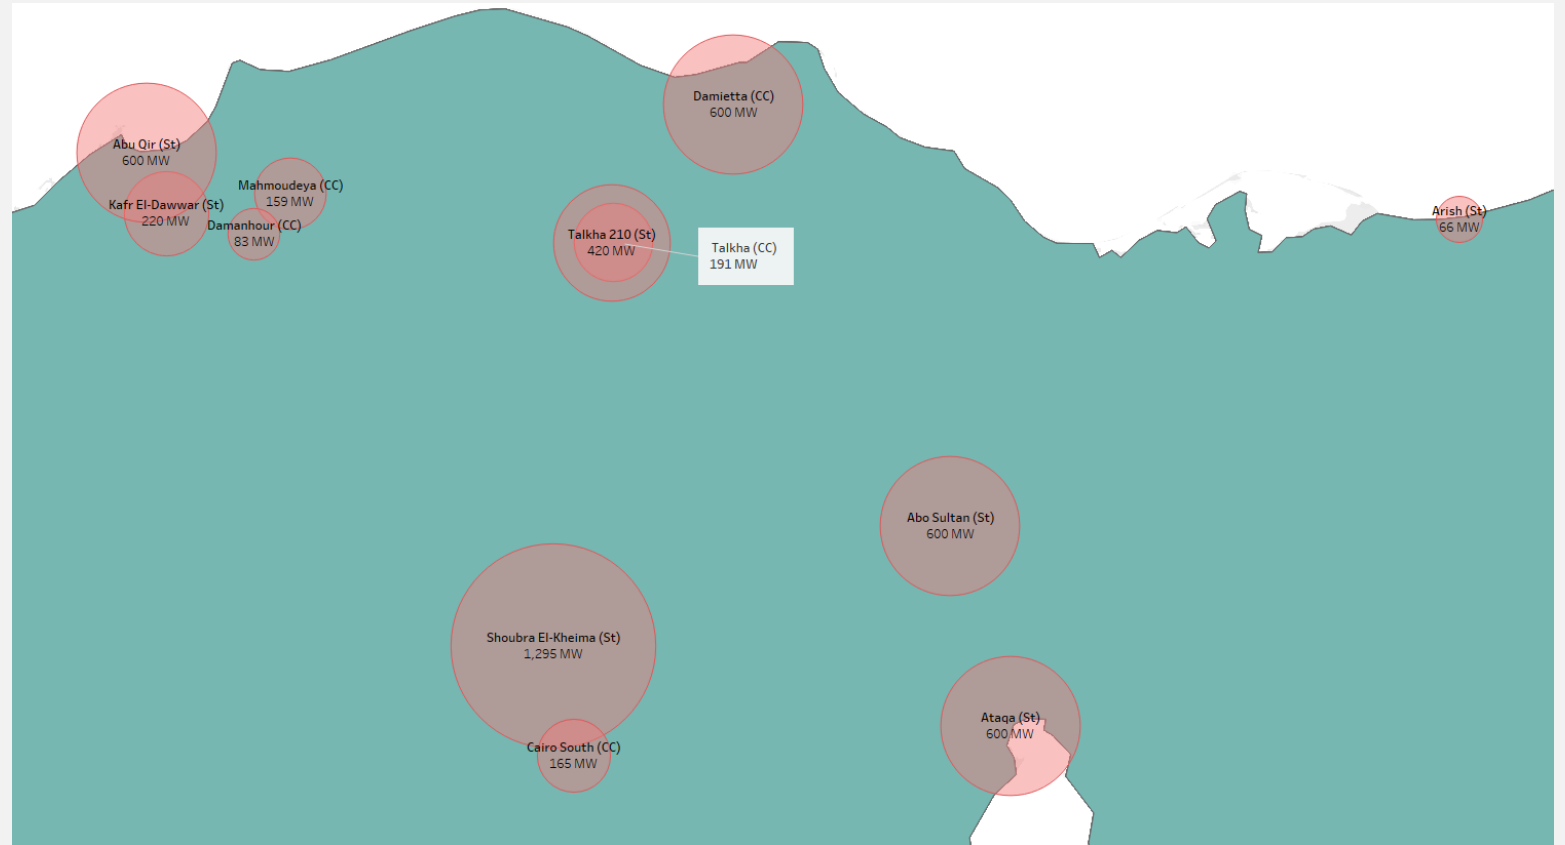 Damietta (CC)
600 MW
Abu Qir (St)
600 MW
Mahmoudeya (CC)
159 MW
Kafr El-Dawwar (St)
220 MW
Damanhour (CC)
83 MW
Talkha 210 (St)
420 MW
Talkha (CC)
191 MW
Arish (St)
66 MW
Abo Sultan (St)
600 MW
Shoubra El-Kheima (St)
1,295 MW
Ataqa (St)
600 MW
Cairo South (CC)
165 MW